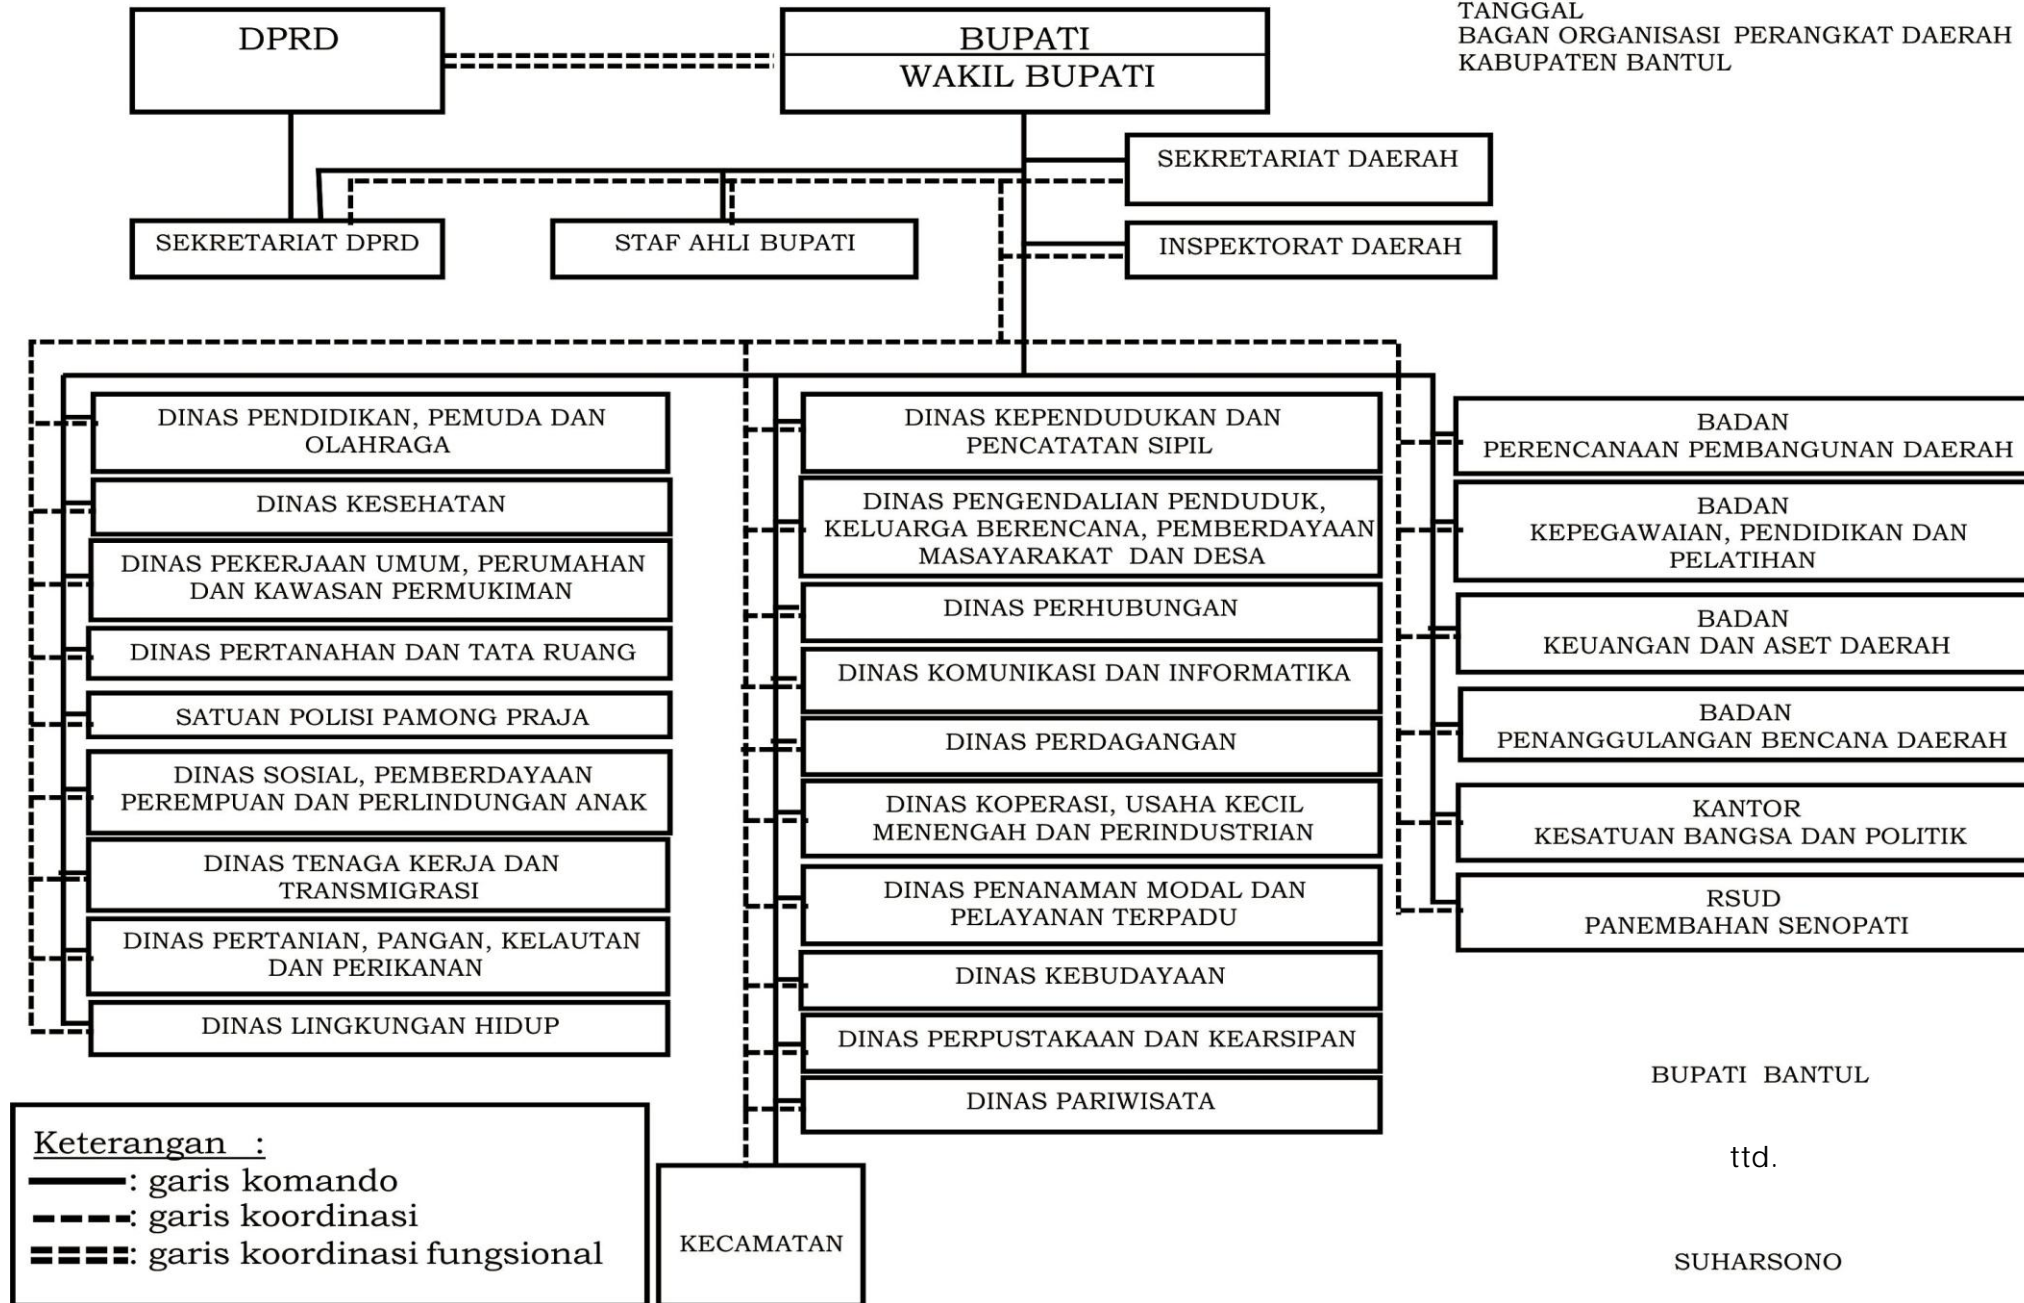 TANGGAL
BAGAN ORGANISASI PERANGKAT DAERAH
KABUPATEN BANTUL
DPRD
BUPATI
WAKIL BUPATI
SEKRETARIAT DAERAH
SEKRETARIAT DPRD
STAF AHLI BUPATI
INSPEKTORAT DAERAH
DINAS PENDIDIKAN, PEMUDA DAN
OLAHRAGA
DINAS KESEHATAN
DINAS PEKERJAAN UMUM, PERUMAHAN
DAN KAWASAN PERMUKIMAN
DINAS PERTANAHAN DAN TATA RUANG
SATUAN POLISI PAMONG PRAJA
DINAS SOSIAL, PEMBERDAYAAN
PEREMPUAN DAN PERLINDUNGAN ANAK
DINAS TENAGA KERJA DAN
TRANSMIGRASI
DINAS PERTANIAN, PANGAN, KELAUTAN
DAN PERIKANAN
DINAS LINGKUNGAN HIDUP
DINAS KEPENDUDUKAN DAN
PENCATATAN SIPIL
DINAS PENGENDALIAN PENDUDUK,
KELUARGA BERENCANA, PEMBERDAYAAN
MASAYARAKAT DAN DESA
DINAS PERHUBUNGAN
DINAS KOMUNIKASI DAN INFORMATIKA
DINAS PERDAGANGAN
DINAS KOPERASI, USAHA KECIL
MENENGAH DAN PERINDUSTRIAN
DINAS PENANAMAN MODAL DAN
PELAYANAN TERPADU
DINAS KEBUDAYAAN
DINAS PERPUSTAKAAN DAN KEARSIPAN
DINAS PARIWISATA
KECAMATAN
BADAN
PERENCANAAN PEMBANGUNAN DAERAH
BADAN
KEPEGAWAIAN, PENDIDIKAN DAN
PELATIHAN
BADAN
KEUANGAN DAN ASET DAERAH
BADAN
PENANGGULANGAN BENCANA DAERAH
KANTOR
KESATUAN BANGSA DAN POLITIK
RSUD
PANEMBAHAN SENOPATI
Keterangan :
: garis komando
: garis koordinasi
: garis koordinasi fungsional
BUPATI BANTUL
ttd.
SUHARSONO